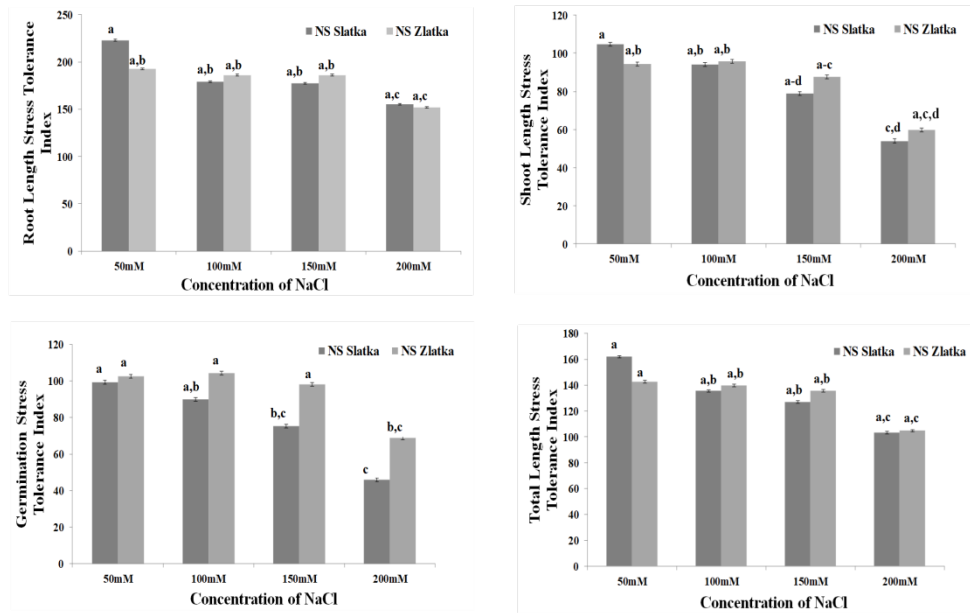 250
200
150
100
50
0
Root Length Stress Tolerance
Index
NS Slatka
NS Zlatka
a
a,b
a,b
a,b
a,b
a,b
a,c
a,c
50mM
100mM
150mM
200mM
Concentration of NaCl
120
100
80
60
40
20
0
Shoot Length Stress
Tolerance Index
NS Slatka
NS Zlatka
a
a,b
a,b
a,b
a-d
a-c
c,d
a,c,d
50mM
100mM
150mM
200mM
Concentration of NaCl
120
100
80
60
40
20
0
Germination Stress
Tolerance Index
NS Slatka
NS Zlatka
a
a
a,b
a
b,c
a
c
b,c
50mM
100mM
150mM
200mM
Concentration of NaCl
180
160
140
120
100
80
60
40
20
0
Total Length Stress
Tolerance Index
NS Slatka
NS Zlatka
a
a
a,b
a,b
a,b
a,b
a,c
a,c
50mM
100mM
150mM
200mM
Concentration of NaCl